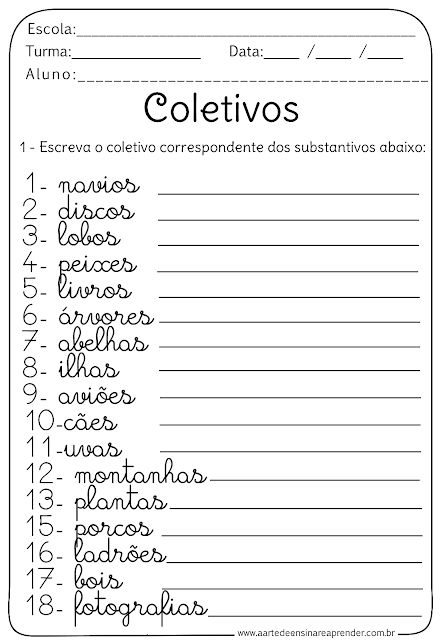 Escola:
Turma: Data: / /
Aluno:
Coletivos
1 - Escreva o coletivo correspondente dos substantivos abaixo:
1- navios
2- discos
3- lobos
4- peixes
5- livros
6- árvores
7- abelhas
8- ilhas
9- aviões
10-cães
11-uvas
12- montanhas
13- plantas
15- porcos
16- ladrões
17- bois
18- fotografias
www.aartedeensinareaprender.com.br